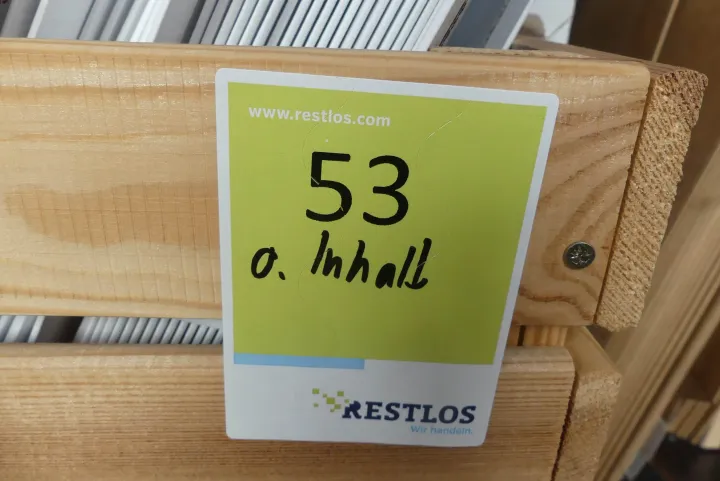 www.restlos.com
53
o. Inhalt
RESTLOS
Wir handeln.